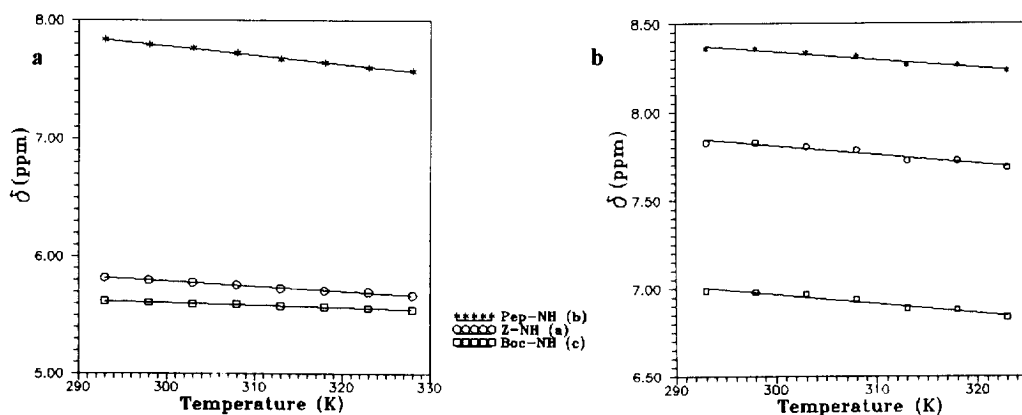 a
8.00
7.00
6.00
5.00
δ (ppm)
290
300
310
320
330
Temperature (K)
Pep-NH (b)
Z-NH (a)
Boc-NH (c)
b
8.50
8.00
7.50
7.00
6.50
δ (ppm)
290
300
310
320
Temperature (K)